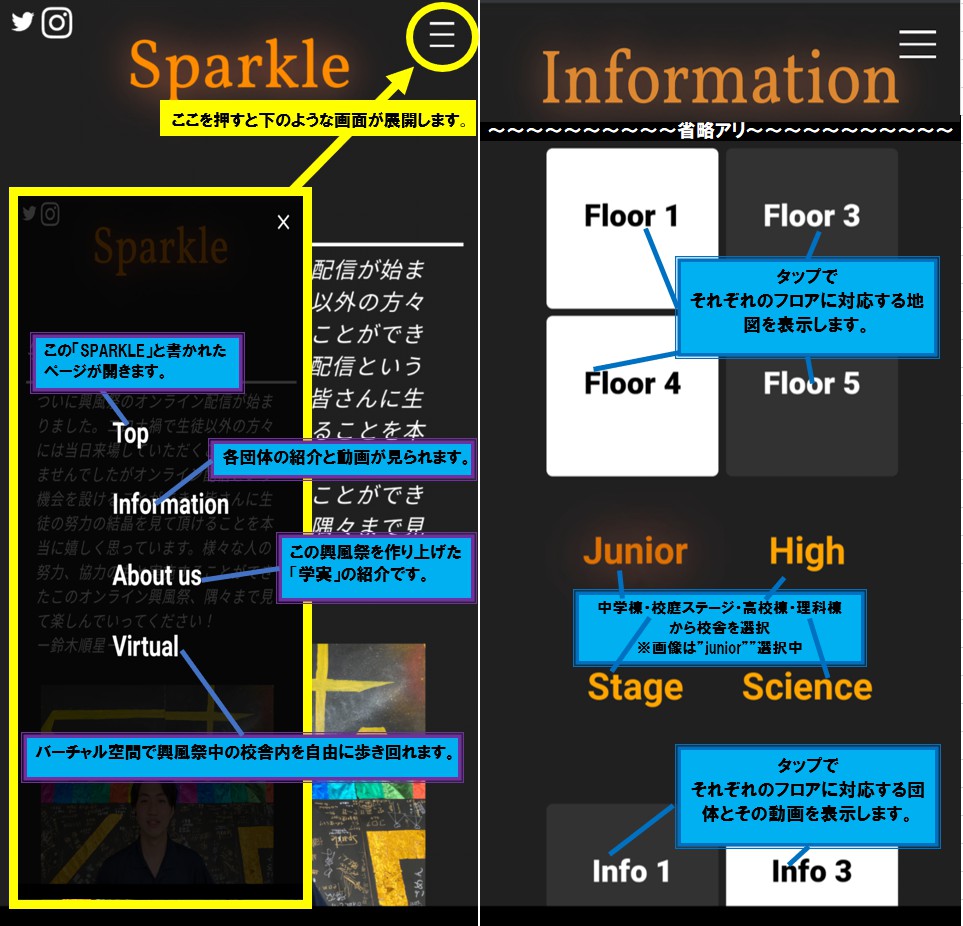 Sparkle
ここを押すと下のような画面が展開します。
X
Sparkle
この「SPARKLE」と書かれた
ページが開きます。
ついに興風祭のオンライン配信が始ま
りました。
禍で生徒以外の方々
には当日来場していただく
ませんでしたがオンライン
機会を設ける
皆さんに生
徒の努力の結晶を見て頂けることを本
当に嬉しく思っています。様々な人の
努力、協力の
たこのオンライン興風祭、隅々まで見
て楽しんでいってください！
ー鈴木順星
Top
各団体の紹介と動画が見られます。
Information
この興風祭を作り上げた
「学実」の紹介です。
About us
Virtual
バーチャル空間で興風祭中の校舎内を自由に歩き回れます。
配信が始ま
以外の方々
ことができ
配信という
皆さんに生
ることを本
ことができ
隅々まで見
Information
～～～～～～～～～～省略アリ～～～～～～～～～～～
Floor 1
Floor 3
タップで
それぞれのフロアに対応する地
図を表示します。
Floor 4
Floor 5
Junior
High
中学棟・校庭ステージ・高校棟・理科棟
から校舎を選択
※画像は”junior””選択中
Stage
Science
タップで
それぞれのフロアに対応する団
体とその動画を表示します。
Info 1
Info 3